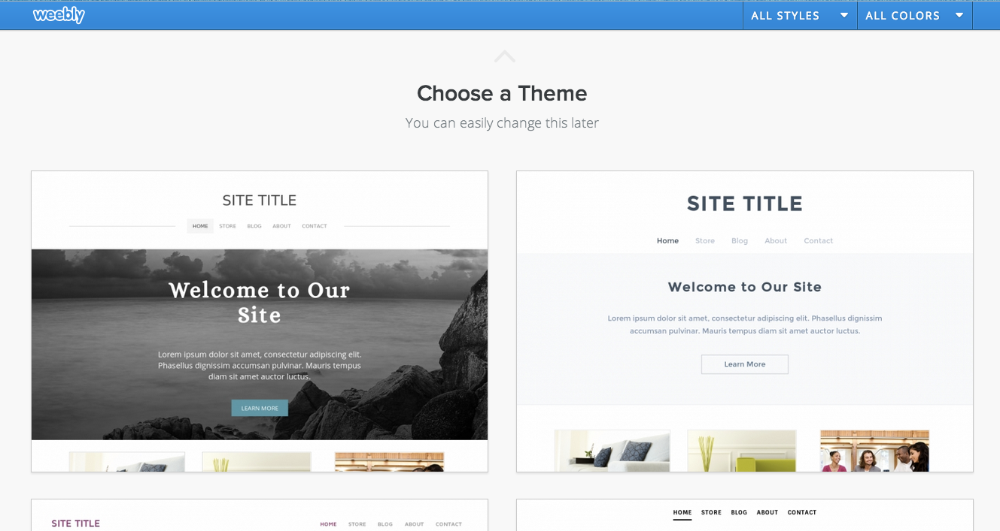 weebly
ALL STYLES
ALL COLORS
Choose a Theme
You can easily change this later
SITE TITLE
HOME STORE BLOG ABOUT CONTACT
Welcome to Our
Site
Lorem ipsum dolor sit amet, consectetur adipiscing elit.
Phasellus dignissim accumsan pulvinar. Mauris tempus
diam sit amet auctor luctus.
LEARN MORE
SITE TITLE
Home Store Blog About Contact
Welcome to Our Site
Lorem ipsum dolor sit amet, consectetur adipiscing elit. Phasellus dignissim
accumsan pulvinar. Mauris tempus diam sit amet auctor luctus.
Learn More
SITE TITLE
HOME STORE BLOG ABOUT CONTACT
HOME STORE BLOG ABOUT CONTACT